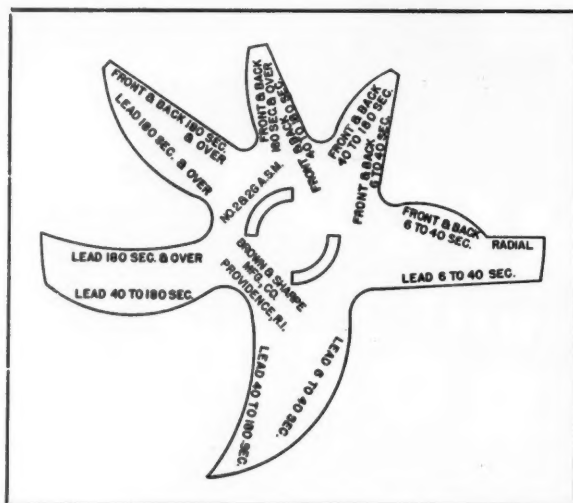 FRONT & BACK 180 SEC.
& OVER
LEAD 180 SEC. & OVER
FRONT & BACK
180 SEC. & OVER
FRONT & BACK
40 TO 180 SEC.
FRONT & BACK
40 TO 180 SEC.
FRONT & BACK
6 TO 40 SEC.
FRONT & BACK
6 TO 40 SEC.
RADIAL
LEAD 6 TO 40 SEC.
NO. 2 & 2G A.S.M.
BROWN & SHARPE
MFG., CO.
PROVIDENCE, R.I.
LEAD 180 SEC. & OVER
LEAD 40 TO 180 SEC.
LEAD 40 TO 180 SEC.
LEAD 6 TO 40 SEC.